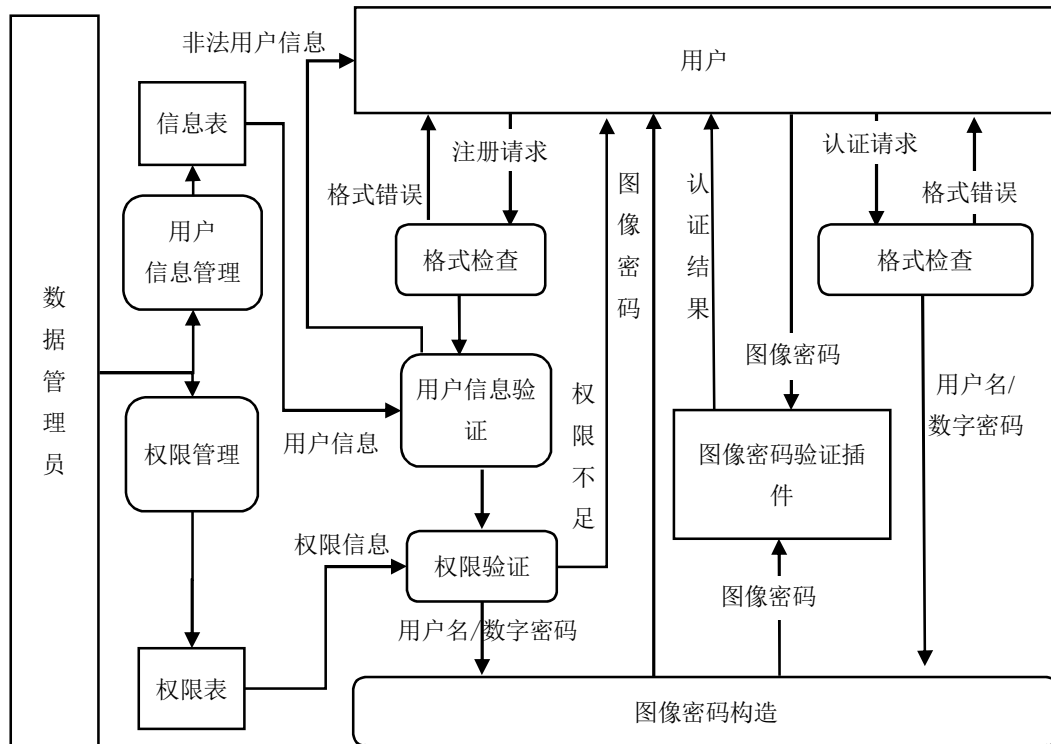 非法用户信息
用户
信息表
注册请求
认证请求
格式错误
图像密码
认证结果
格式错误
用户
信息管理
格式检查
格式检查
数据管理员
图像密码
用户名/
数字密码
用户信息验
证
权限不足
用户信息
权限管理
图像密码验证插
件
权限信息
权限验证
图像密码
用户名/数字密码
权限表
图像密码构造